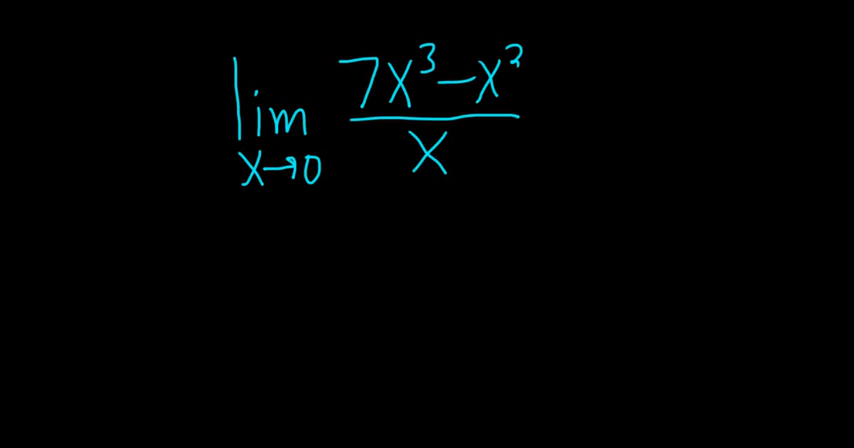 lim 7x³ - x²
x→0 x